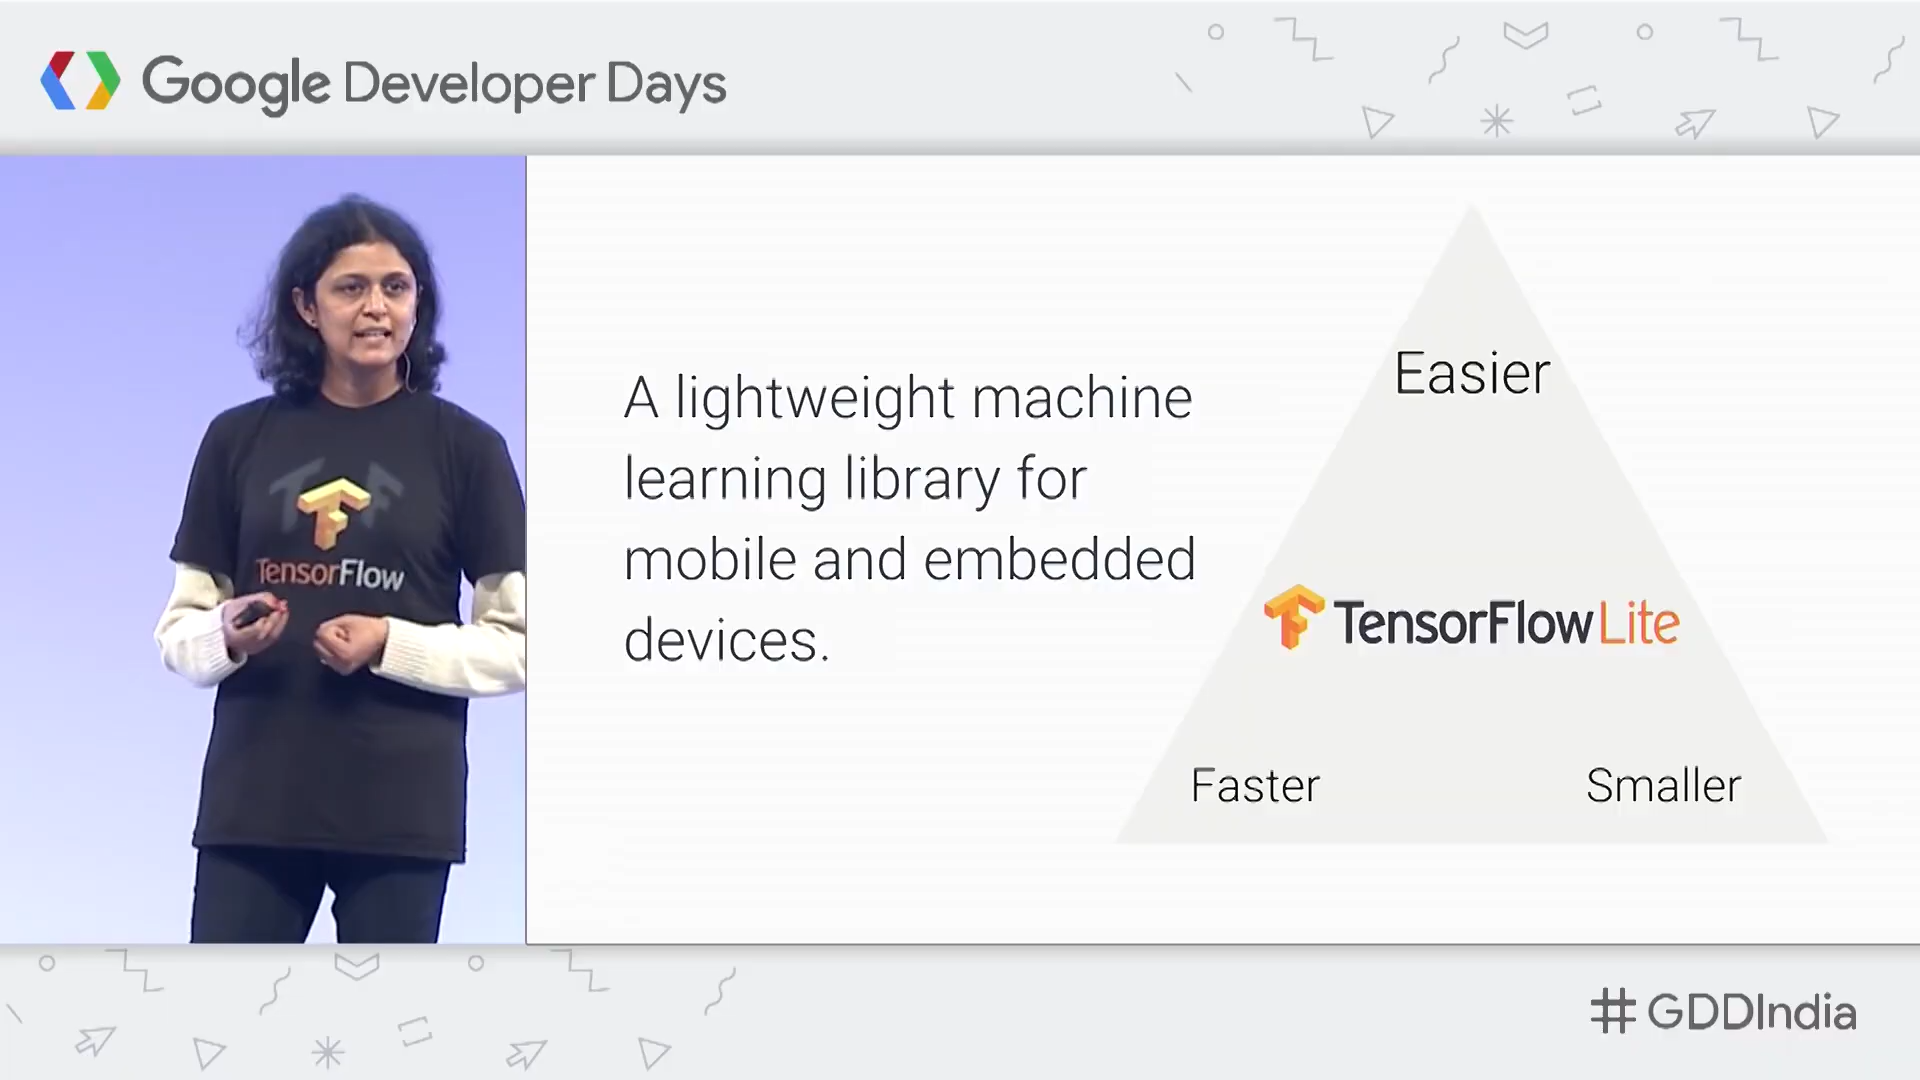 Google Developer Days
TensorFlow
A lightweight machine
learning library for
mobile and embedded
devices.
Easier
TensorFlow Lite
Faster
Smaller
#GDDIndia